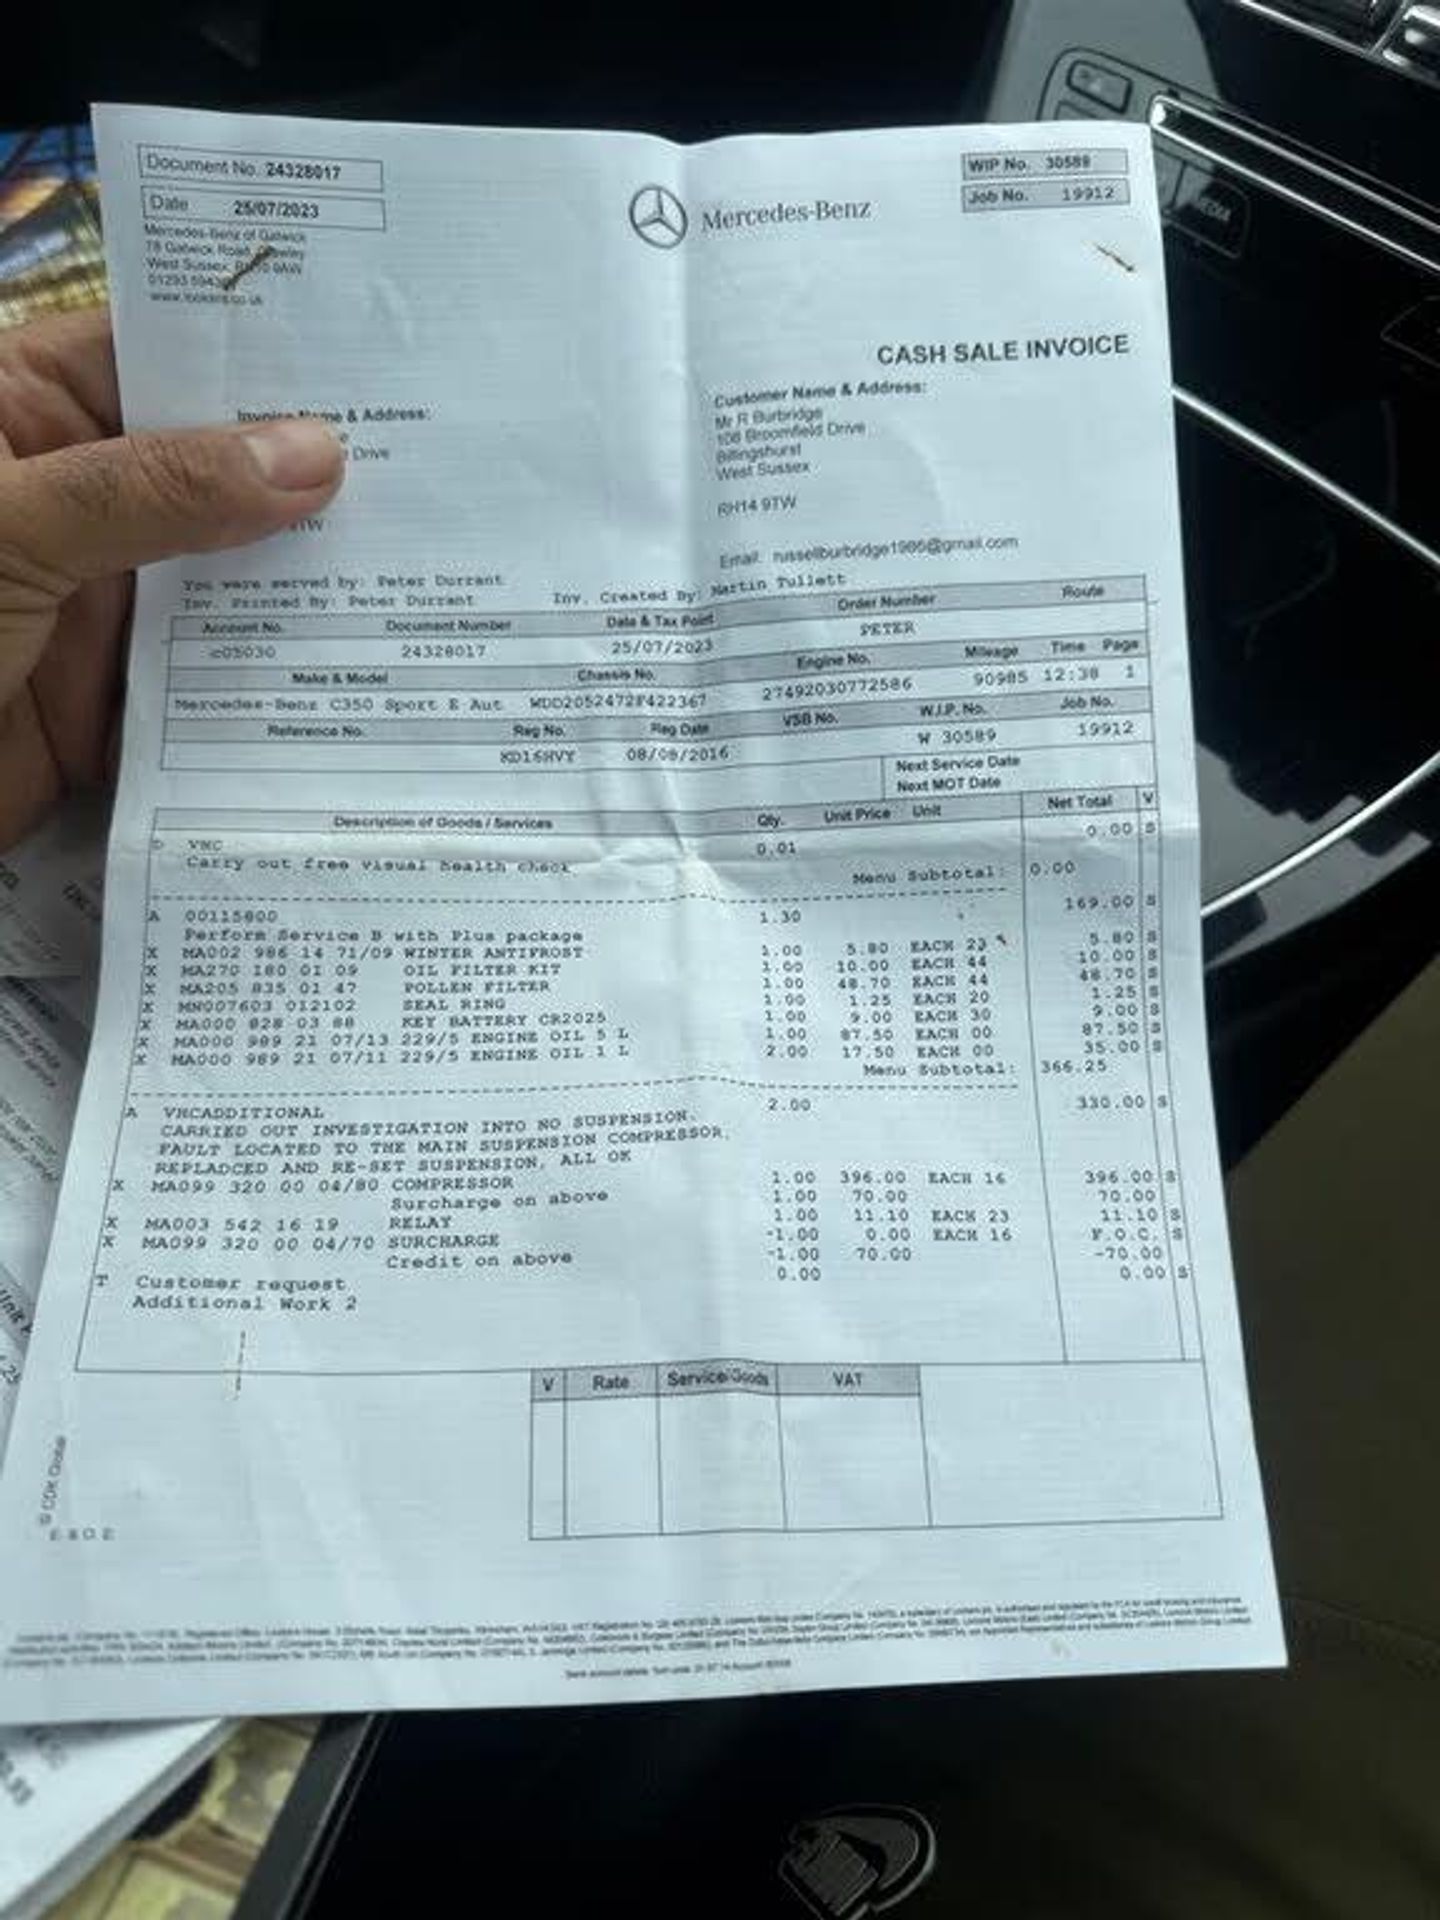 Document No. 24328017
Date 25/07/2023
Mercedes-Benz of Gatwick
78 Gatwick Road,
West Sussex,
WIP No. 30589
Job No. 19912
Mercedes-Benz
CASH SALE INVOICE
Invoice Name & Address:
Drive
Customer Name & Address:
Mr R Burbridge
108 Broomfield Drive
Billingshurst
West Sussex
RH14 9TW
Email: russellburbridge1986@gmail.com
You were served by: Peter Durrant
Inv. Printed By: Peter Durrant Inv. Created By: Martin Tullett
Account No. Document Number Date & Tax Point Order Number Route
c05030 24328017 25/07/2023 PETER
Make & Model Chassis No. Engine No. Mileage Time Page
Mercedes-Benz C350 Sport E Aut WDD2052472F422367 27492030772586 90985 12:38 1
Reference No. Reg No. Reg Date VSB No. W.I.P. No. Job No.
KD16HVY 08/08/2016 W 30589 19912
Next Service Date
Next MOT Date
Description of Goods / Services Qty. Unit Price Unit Net Total V
D VHC 0.01 0.00 S
Carry out free visual health check
Menu Subtotal: 0.00
A 00115800 1.30 169.00 S
Perform Service B with Plus package
X MA002 986 14 71/09 WINTER ANTIFROST 1.00 5.80 EACH 23 5.80 S
X MA270 180 01 09 OIL FILTER KIT 1.00 10.00 EACH 44 10.00 S
X MA205 835 01 47 POLLEN FILTER 1.00 48.70 EACH 44 48.70 S
X MN007603 012102 SEAL RING 1.00 1.25 EACH 20 1.25 S
X MA000 828 03 88 KEY BATTERY CR2025 1.00 9.00 EACH 30 9.00 S
X MA000 989 21 07/13 229/5 ENGINE OIL 5 L 1.00 87.50 EACH 00 87.50 S
X MA000 989 21 07/11 229/5 ENGINE OIL 1 L 2.00 17.50 EACH 00 35.00 S
Menu Subtotal: 366.25
A VHCADDITIONAL 2.00 330.00 S
CARRIED OUT INVESTIGATION INTO NO SUSPENSION.
FAULT LOCATED TO THE MAIN SUSPENSION COMPRESSOR,
REPLADCED AND RE-SET SUSPENSION, ALL OK
X MA099 320 00 04/80 COMPRESSOR 1.00 396.00 EACH 16 396.00 S
Surcharge on above 1.00 70.00 70.00
X MA003 542 16 19 RELAY 1.00 11.10 EACH 23 11.10 S
X MA099 320 00 04/70 SURCHARGE -1.00 0.00 EACH 16 F.O.C. S
Credit on above -1.00 70.00 -70.00
T Customer request 0.00 0.00 S
Additional Work 2
V Rate Service/Goods VAT
© CDK Global
MEDIA